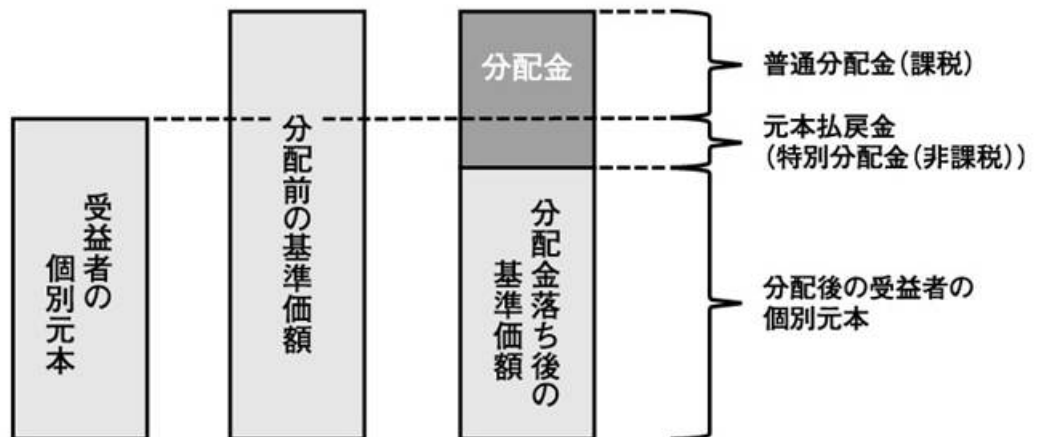 受益者の
個別元本
分配前の基準価額
分配金
分配金落ち後の
基準価額
普通分配金(課税)
元本払戻金
(特別分配金(非課税))
分配後の受益者の
個別元本